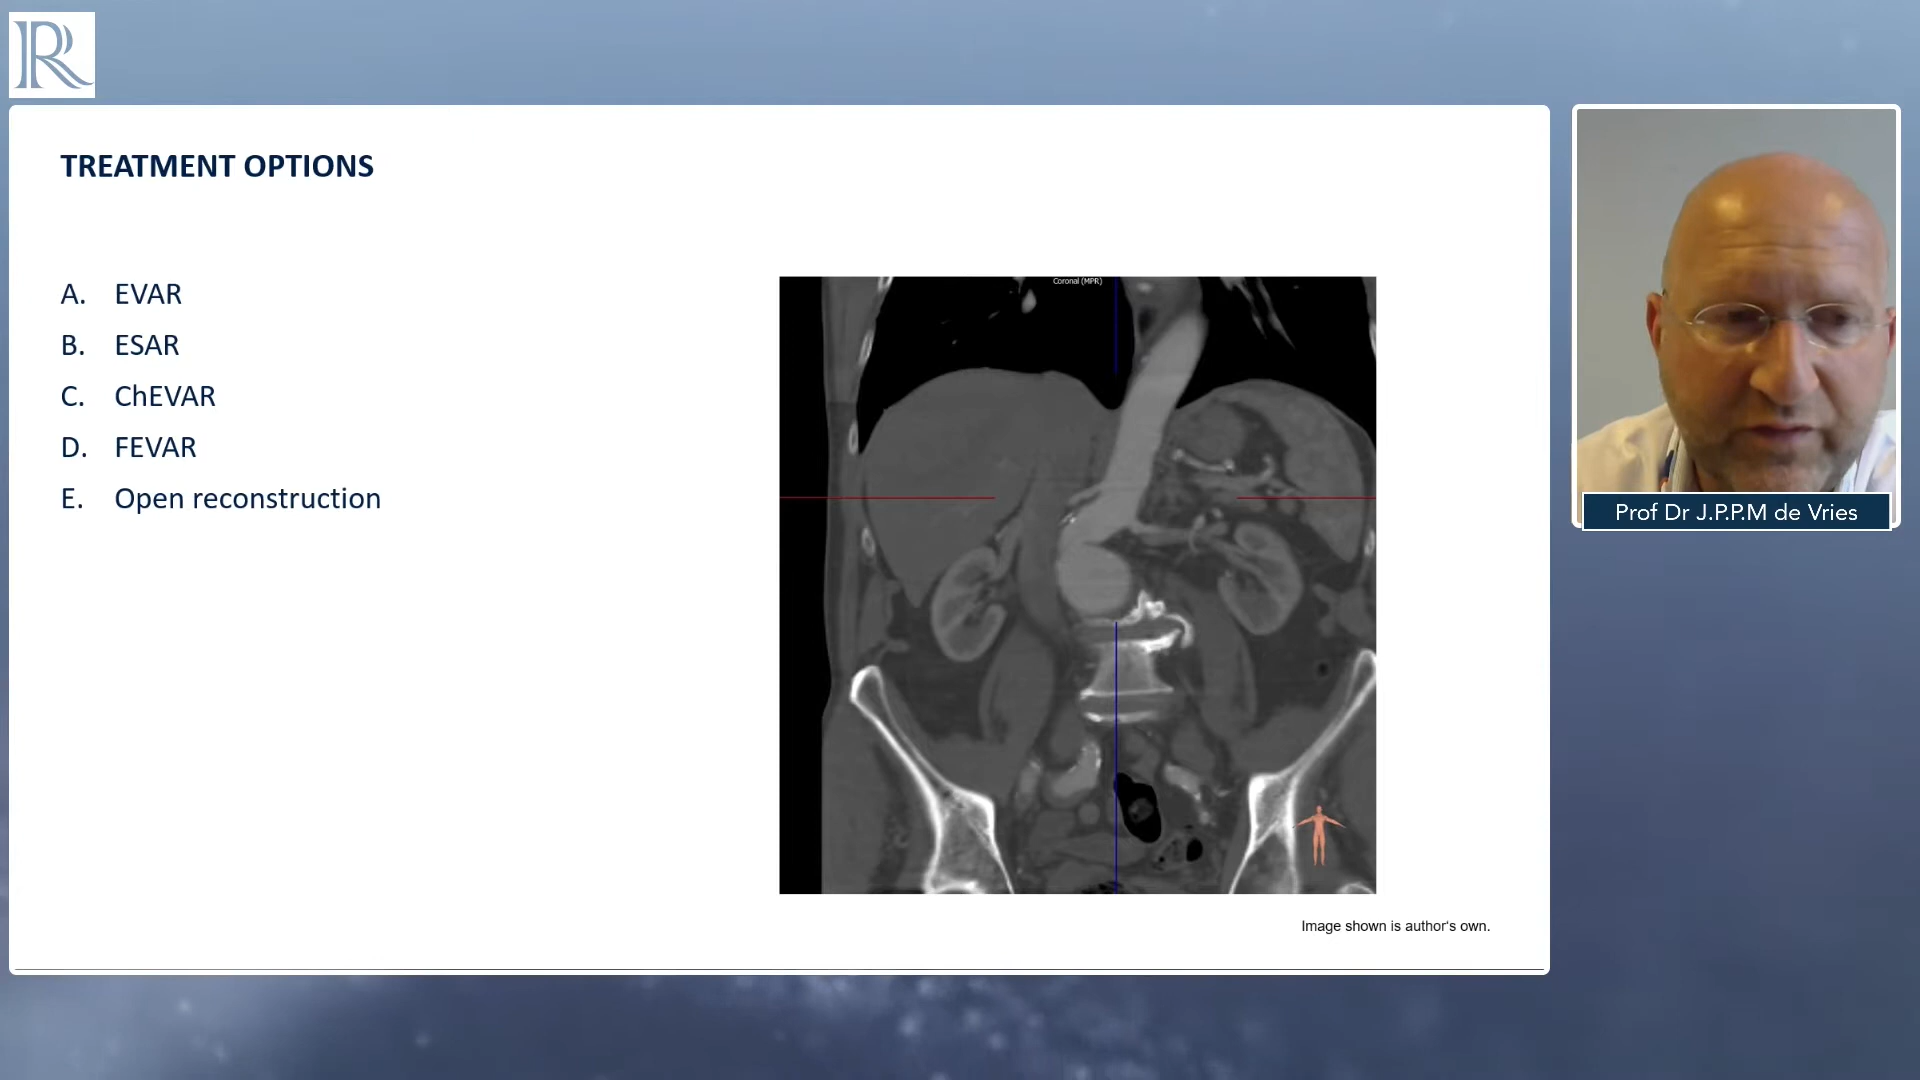 R
TREATMENT OPTIONS
A. EVAR
B. ESAR
C. ChEVAR
D. FEVAR
E. Open reconstruction
Coronal (MPR)
Image shown is author's own.
Prof Dr J.P.P.M de Vries